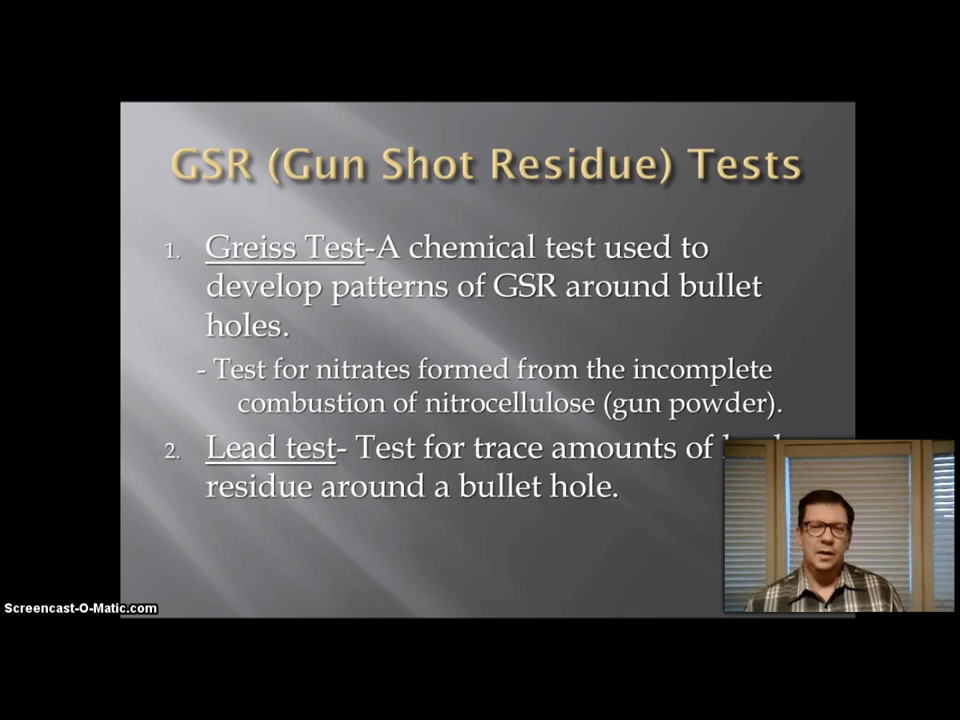 GSR (Gun Shot Residue) Tests
1. Greiss Test-A chemical test used to
develop patterns of GSR around bullet
holes.
- Test for nitrates formed from the incomplete
combustion of nitrocellulose (gun powder).
2. Lead test- Test for trace amounts of
residue around a bullet hole.
Screencast-O-Matic.com